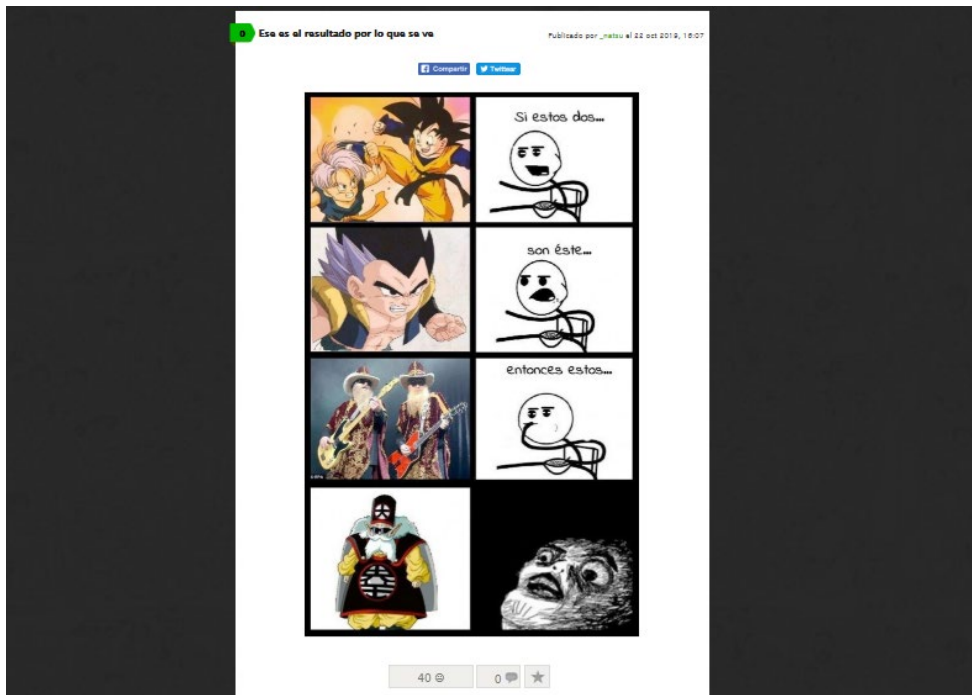 0 Ese es el resultado por lo que se ve
Publicado por _natsu el 22 oct 2019, 16:07
Compartir
Twittear
Si estos dos...
son éste...
entonces estos...
40
0